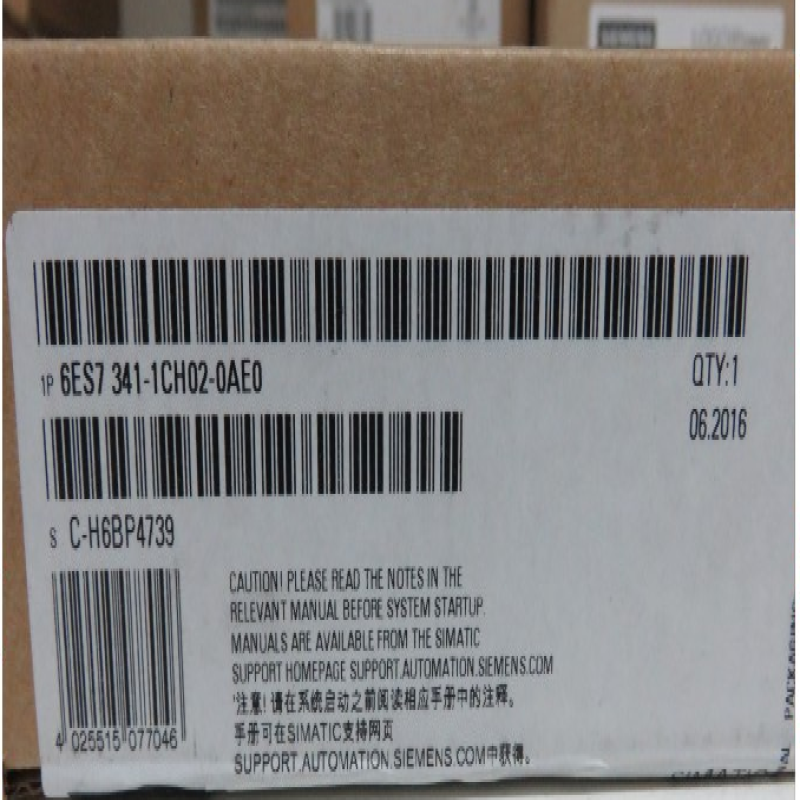 SIEMENS
1P 6ES7 341-1CH02-0AE0
QTY:1
06.2016
S C-H6BP4739
CAUTION! PLEASE READ THE NOTES IN THE
RELEVANT MANUAL BEFORE SYSTEM STARTUP.
MANUALS ARE AVAILABLE FROM THE SIMATIC
SUPPORT HOMEPAGE SUPPORT.AUTOMATION.SIEMENS.COM
'注意! 请在系统启动之前阅读相应手册中的注释。
手册可在SIMATIC支持网页
SUPPORT.AUTOMATION.SIEMENS.COM中获得。
4 025515 077046
PACKAGING
SIMATIC